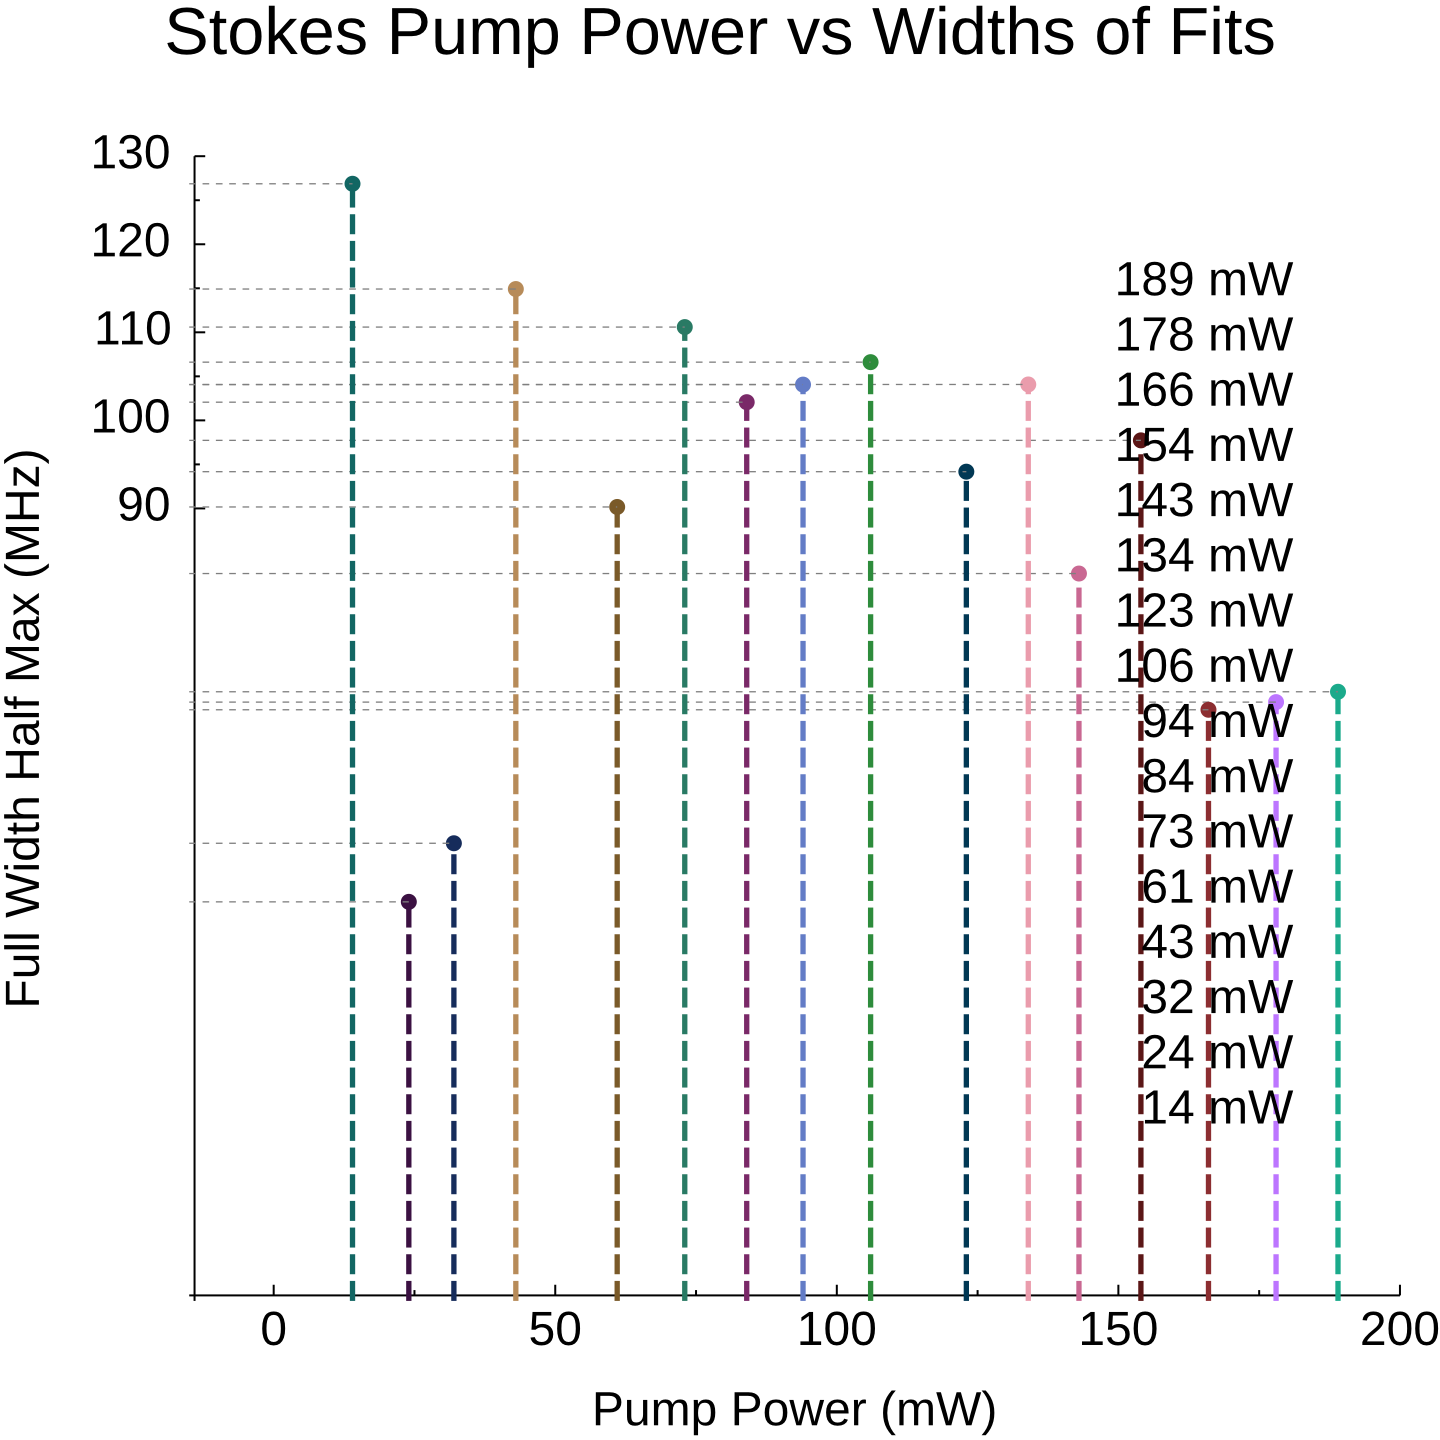 Stokes Pump Power vs Widths of Fits
130
120
110
100
90
Full Width Half Max (MHz)
189 mW
178 mW
166 mW
154 mW
143 mW
134 mW
123 mW
106 mW
94 mW
84 mW
73 mW
61 mW
43 mW
32 mW
24 mW
14 mW
0 50 100 150 200
Pump Power (mW)